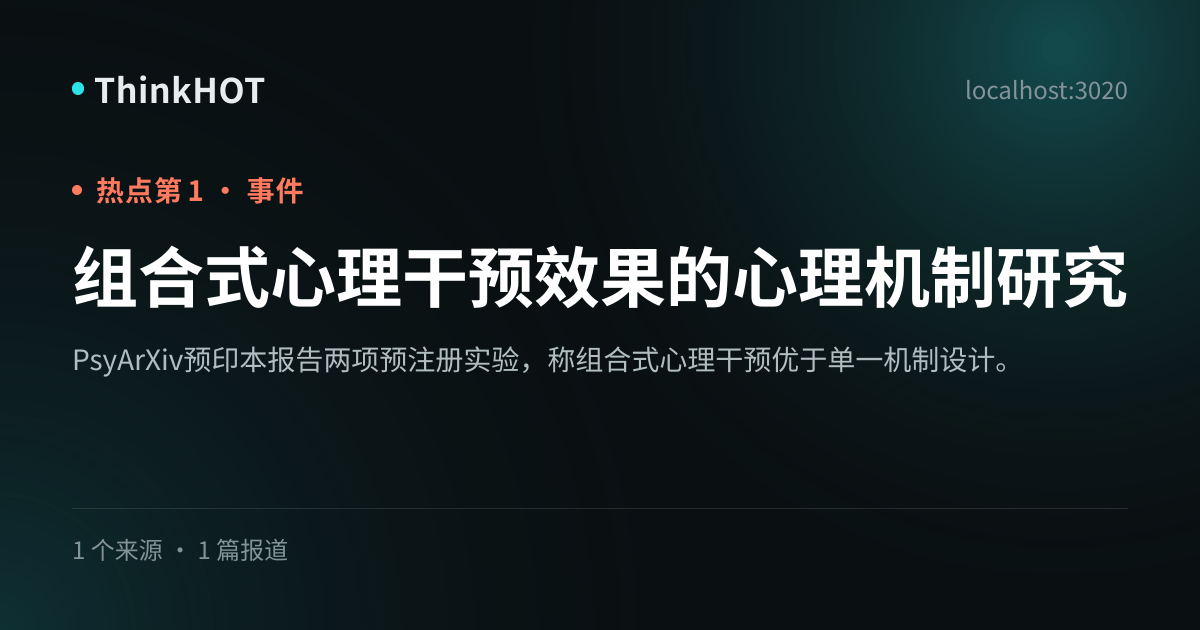 ThinkHOT
localhost:3020
热点第 1 · 事件
组合式心理干预效果的心理机制研究
PsyArXiv预印本报告两项预注册实验，称组合式心理干预优于单一机制设计。
1 个来源 · 1 篇报道